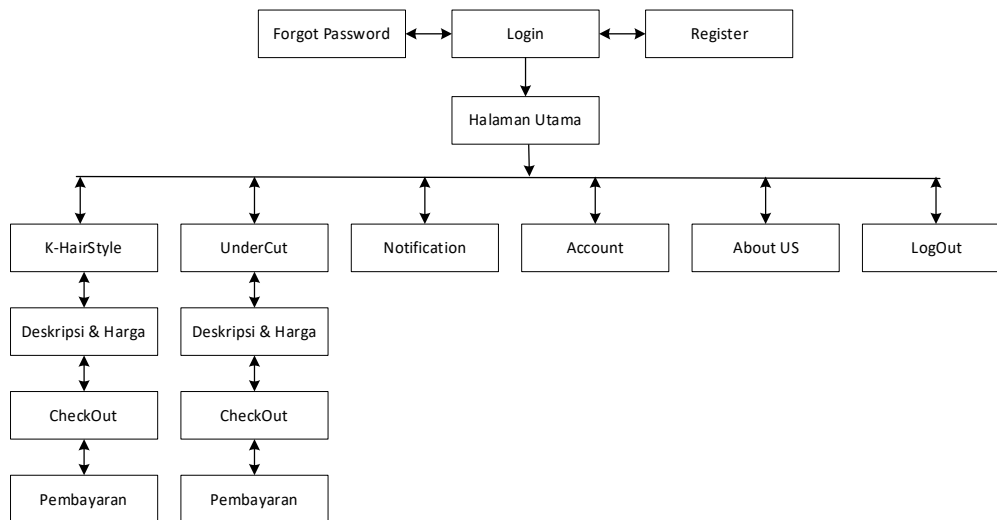 Forgot Password
Login
Register
Halaman Utama
K-HairStyle
UnderCut
Notification
Account
About US
LogOut
Deskripsi & Harga
Deskripsi & Harga
CheckOut
CheckOut
Pembayaran
Pembayaran